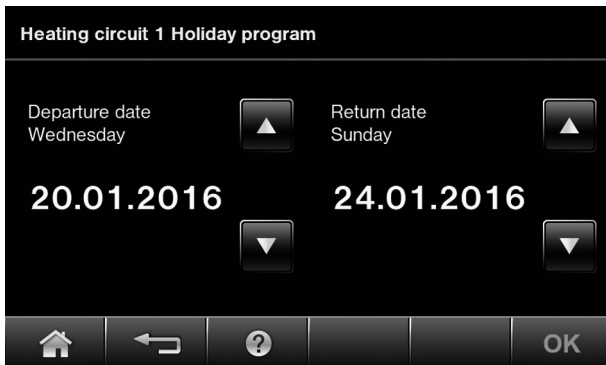 Heating circuit 1 Holiday program
Departure date
Wednesday
Return date
Sunday
20.01.2016
24.01.2016
?
OK